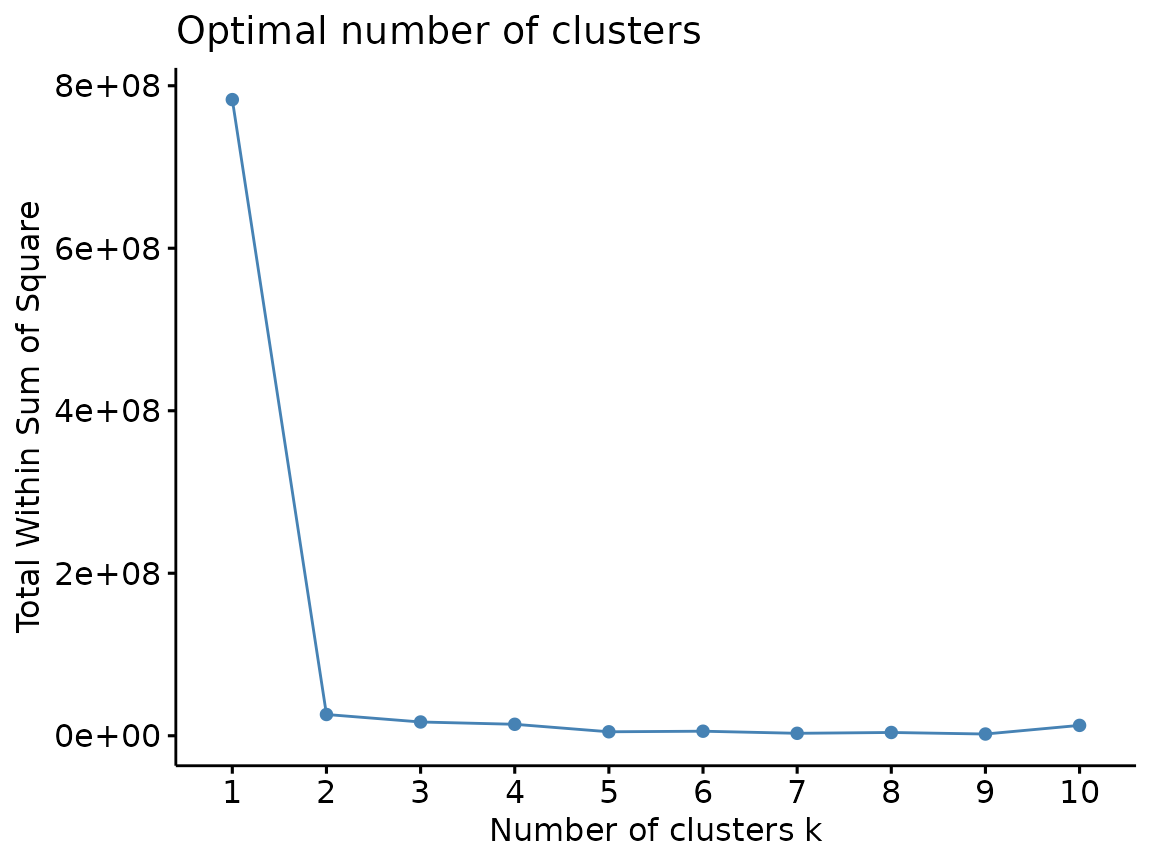 Optimal number of clusters
8e+08
6e+08
4e+08
2e+08
0e+00
Total Within Sum of Square
1 2 3 4 5 6 7 8 9 10
Number of clusters k